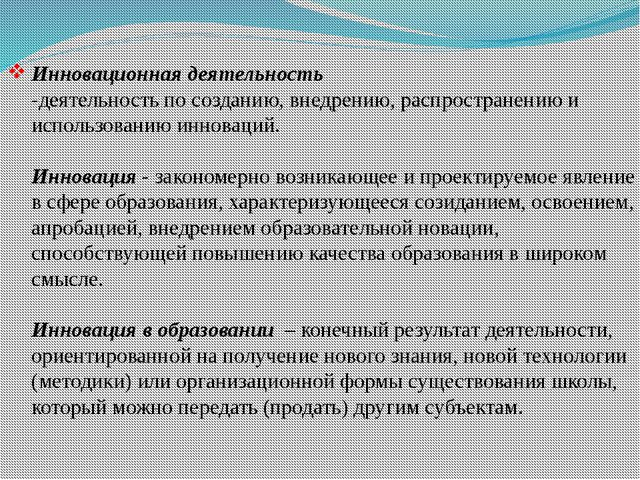 Инновационная деятельность
-деятельность по созданию, внедрению, распространению и
использованию инноваций.
Инновация - закономерно возникающее и проектируемое явление
в сфере образования, характеризующееся созиданием, освоением,
апробацией, внедрением образовательной новации,
способствующей повышению качества образования в широком
смысле.
Инновация в образовании – конечный результат деятельности,
ориентированной на получение нового знания, новой технологии
(методики) или организационной формы существования школы,
который можно передать (продать) другим субъектам.